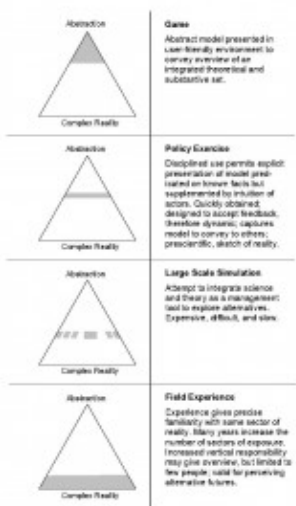 Abstraction
Complex Reality
Game
Abstract model presented in
user-friendly environment to
convey overview of an
integrated theoretical and
substantive set.
Abstraction
Complex Reality
Policy Exercise
Disciplined use permits explicit
presentation of model pred-
icated on known facts but
supplemented by intuition of
actors. Quickly obtained;
designed to accept feedback,
therefore dynamic; captures
model to convey to others;
prescientific, sketch of reality.
Abstraction
Complex Reality
Large Scale Simulation
Attempt to integrate science
and theory as a management
tool to explore alternatives.
Expensive, difficult, and slow.
Abstraction
Complex Reality
Field Experience
Experience gives precise
familiarity with some sector of
reality. Many years increase the
number of sectors of exposure.
Increased vertical responsibility
may give overview, but limited to
few people; valid for perceiving
alternative futures.